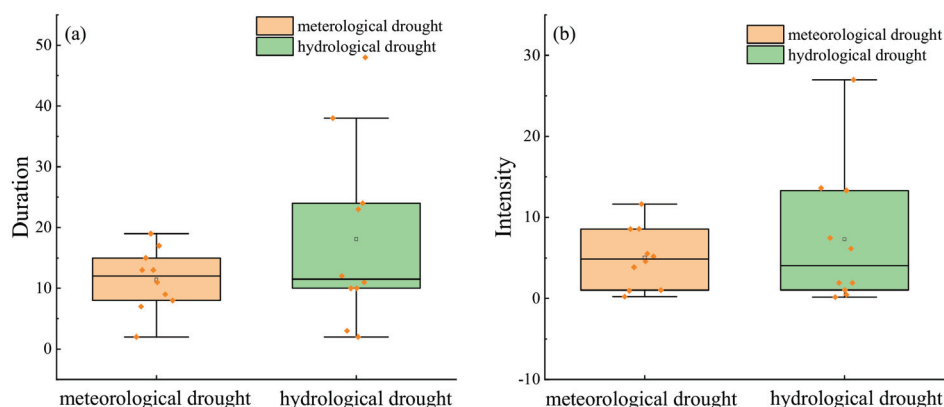 (a)
meterological drought
hydrological drought
50
40
30
20
10
0
Duration
meteorological drought
hydrological drought
(b)
meteorological drought
hydrological drought
30
20
10
0
-10
Intensity
meteorological drought
hydrological drought